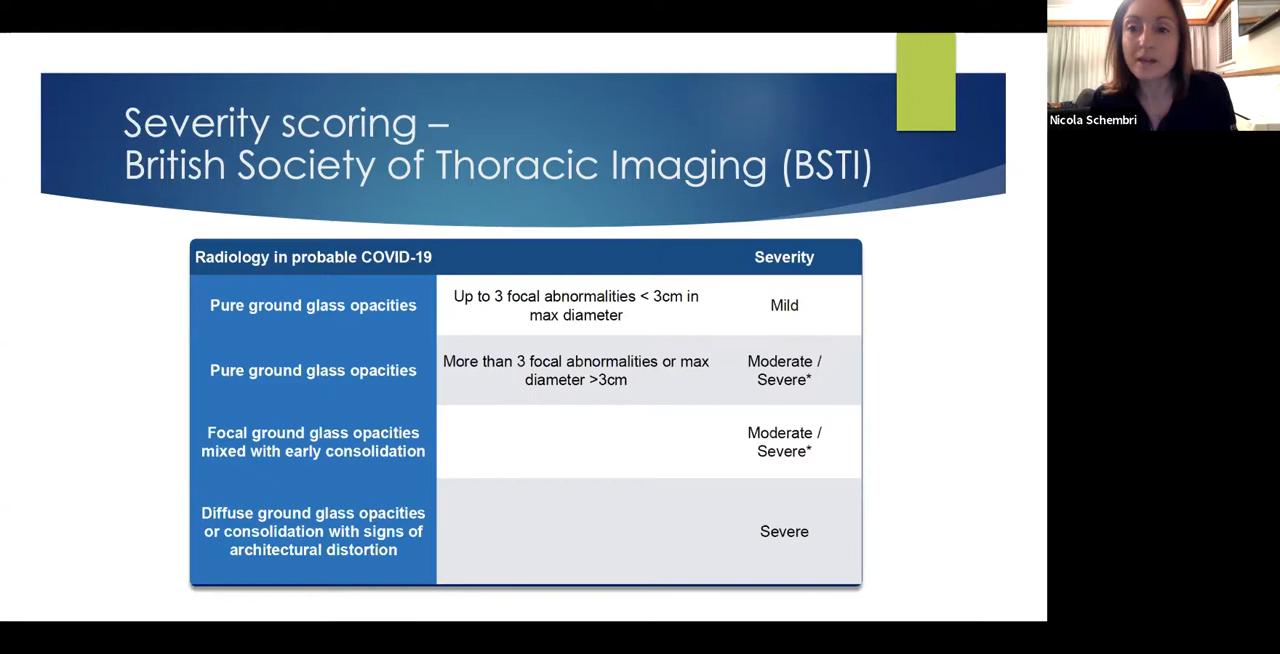 Severity scoring –
British Society of Thoracic Imaging (BSTI)
Nicola Schembri
Radiology in probable COVID-19 Severity
Pure ground glass opacities
Up to 3 focal abnormalities < 3cm in
max diameter
Mild
Pure ground glass opacities
More than 3 focal abnormalities or max
diameter >3cm
Moderate /
Severe*
Focal ground glass opacities
mixed with early consolidation
Moderate /
Severe*
Diffuse ground glass opacities
or consolidation with signs of
architectural distortion
Severe